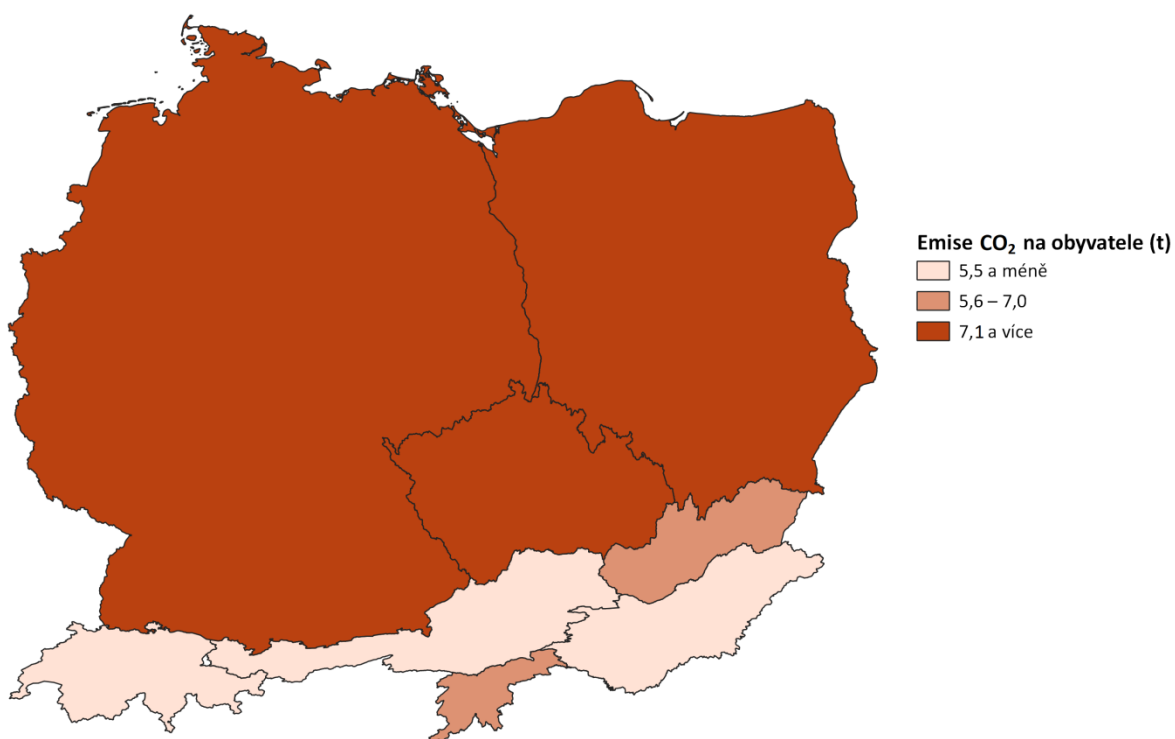 Emise CO₂ na obyvatele (t)
5,5 a méně
5,6 – 7,0
7,1 a více